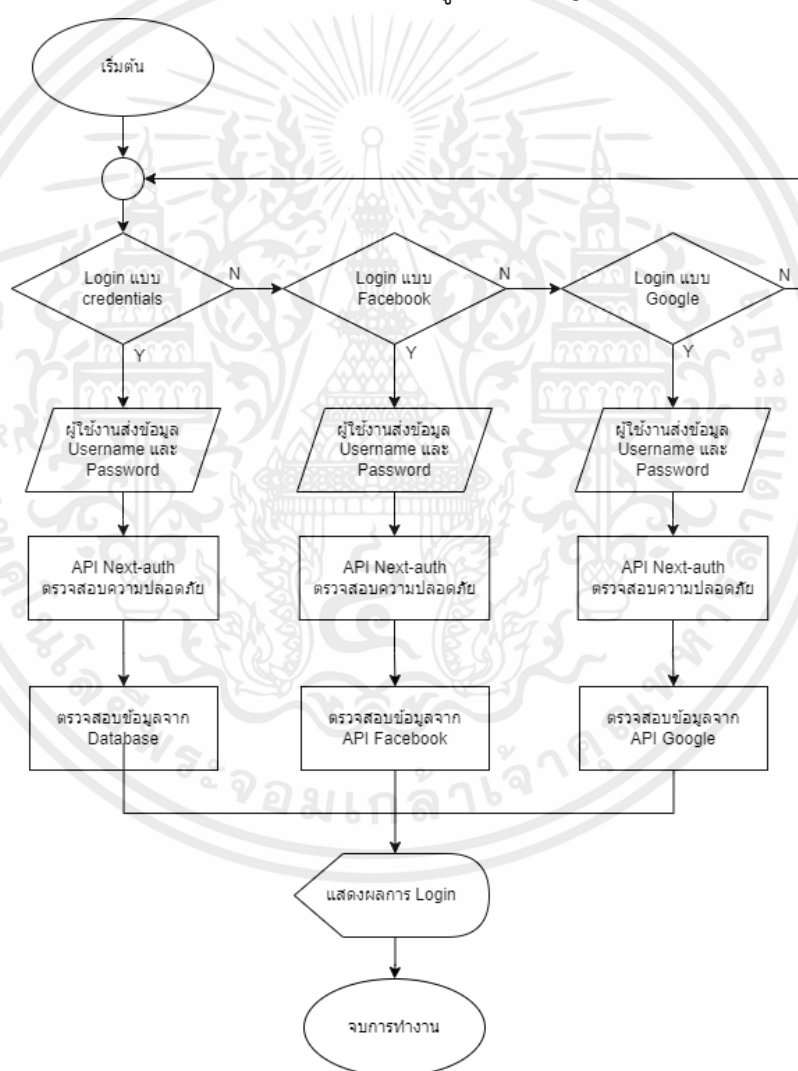 เริ่มต้น
Login แบบ
credentials
N
Login แบบ
Facebook
N
Login แบบ
Google
N
Y
Y
Y
ผู้ใช้งานส่งข้อมูล
Username และ
Password
ผู้ใช้งานส่งข้อมูล
Username และ
Password
ผู้ใช้งานส่งข้อมูล
Username และ
Password
API Next-auth
ตรวจสอบความปลอดภัย
API Next-auth
ตรวจสอบความปลอดภัย
API Next-auth
ตรวจสอบความปลอดภัย
ตรวจสอบข้อมูลจาก
Database
ตรวจสอบข้อมูลจาก
API Facebook
ตรวจสอบข้อมูลจาก
API Google
แสดงผลการ Login
จบการทำงาน